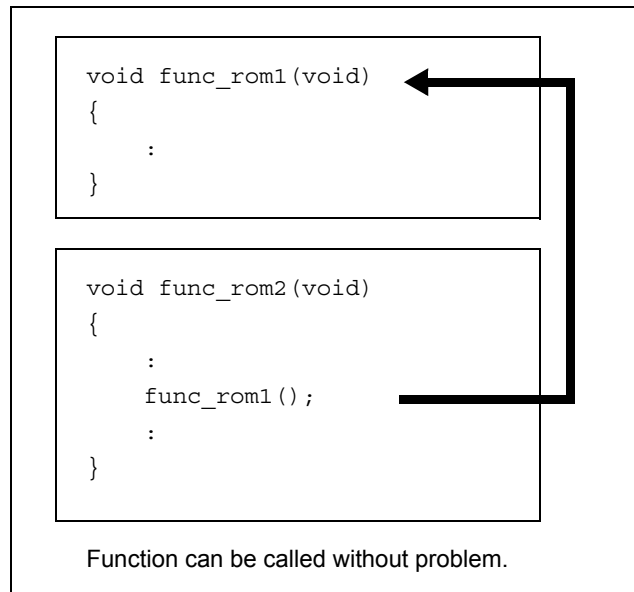 void func_rom1(void)
{
:
}
void func_rom2(void)
{
:
func_rom1();
:
}
Function can be called without problem.